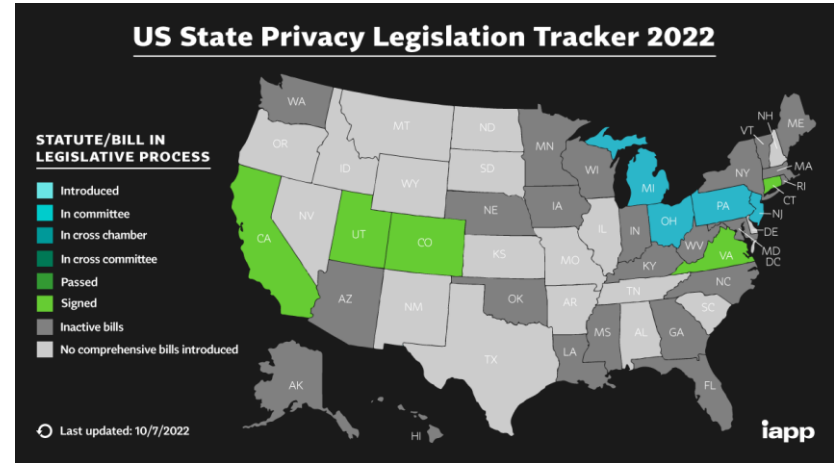 US State Privacy Legislation Tracker 2022
STATUTE/BILL IN
LEGISLATIVE PROCESS
Introduced
In committee
In cross chamber
In cross committee
Passed
Signed
Inactive bills
No comprehensive bills introduced
WA
OR
CA
NV
ID
MT
WY
UT
AZ
CO
NM
ND
SD
NE
KS
OK
TX
MN
IA
MO
AR
LA
WI
IL
MS
MI
IN
KY
TN
AL
OH
WV
GA
FL
SC
NC
VA
PA
NY
VT
NH
ME
MA
RI
CT
NJ
DE
MD
DC
AK
HI
Last updated: 10/7/2022
iapp